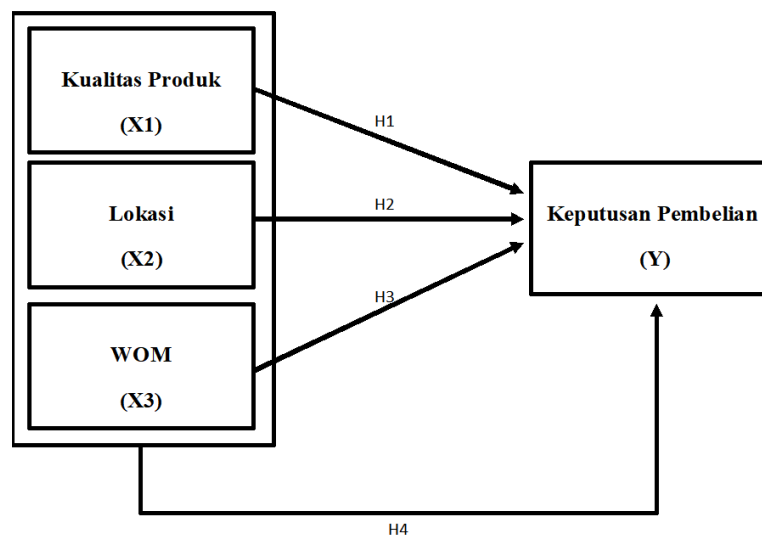 Kualitas Produk
(X1)
H1
Lokasi
(X2)
H2
Keputusan Pembelian
(Y)
H3
WOM
(X3)
H4